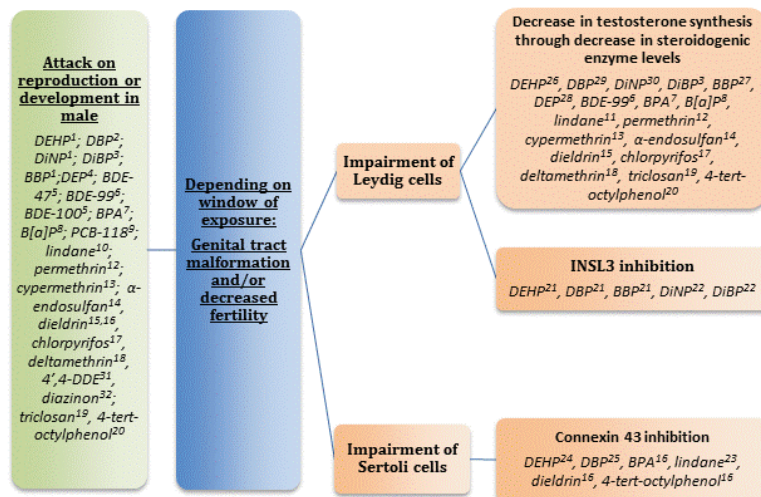 Attack on
reproduction or
development in
male
DEHP¹; DBP²;
DiNP¹; DiBP³;
BBP¹;DEP⁴; BDE-
47⁵; BDE-99⁶;
BDE-100⁵; BPA⁷;
B[a]P⁸; PCB-118⁹;
lindane¹⁰;
permethrin¹²;
cypermethrin¹³; α-
endosulfan¹⁴,
dieldrin¹⁵,¹⁶,
chlorpyrifos¹⁷,
deltamethrin¹⁸,
4’,4-DDE³¹,
diazinon³²;
triclosan¹⁹, 4-tert-
octylphenol²⁰
Depending on
window of
exposure:
Genital tract
malformation
and/or
decreased
fertility
Impairment of
Leydig cells
Decrease in testosterone synthesis
through decrease in steroidogenic
enzyme levels
DEHP²⁶, DBP²⁹, DiNP³⁰, DiBP³, BBP²⁷,
DEP²⁸, BDE-99⁶, BPA⁷, B[a]P⁸,
lindane¹¹, permethrin¹²,
cypermethrin¹³, α-endosulfan¹⁴,
dieldrin¹⁵, chlorpyrifos¹⁷,
deltamethrin¹⁸, triclosan¹⁹, 4-tert-
octylphenol²⁰
INSL3 inhibition
DEHP²¹, DBP²¹, BBP²¹, DiNP²², DiBP²²
Impairment of
Sertoli cells
Connexin 43 inhibition
DEHP²⁴, DBP²⁵, BPA¹⁶, lindane²³,
dieldrin¹⁶, 4-tert-octylphenol¹⁶